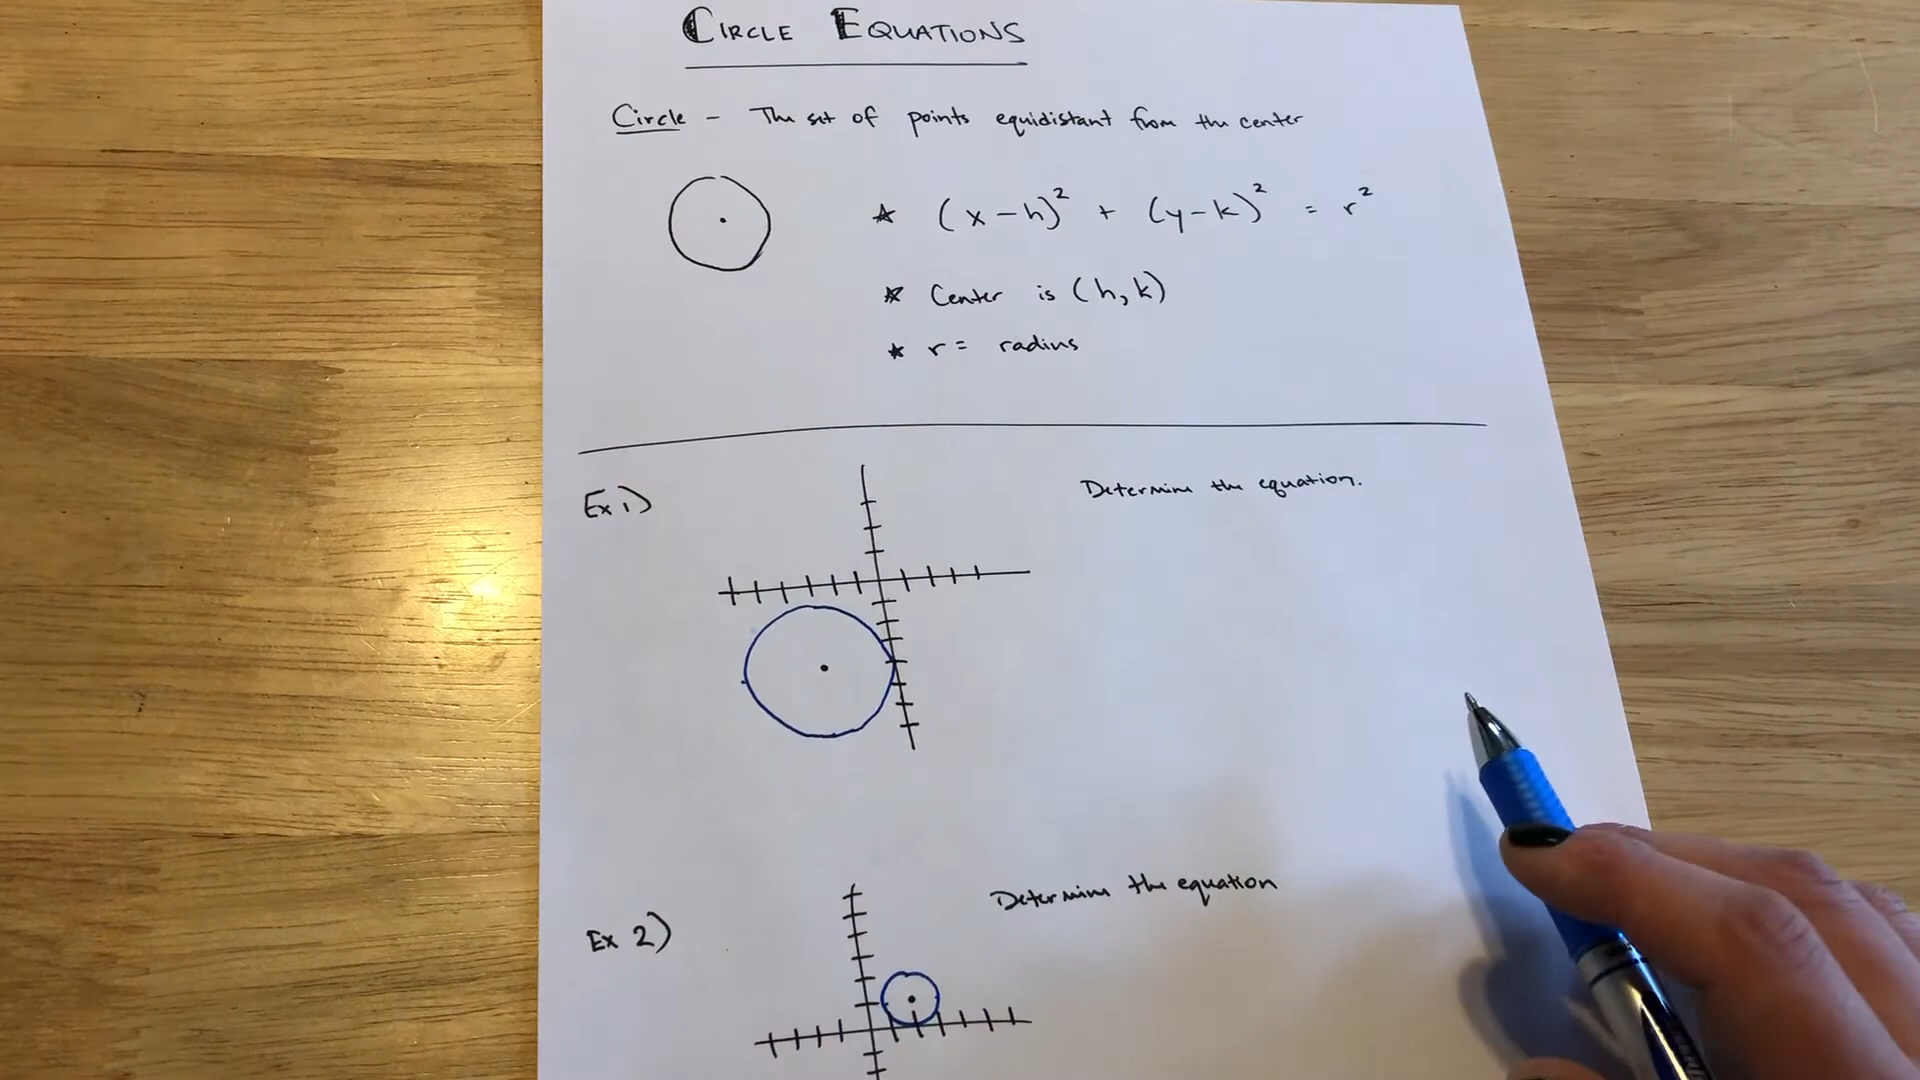 CIRCLE EQUATIONS
Circle - The set of points equidistant from the center
★ (x-h)² + (y-k)² = r²
★ Center is (h,k)
★ r = radius
Ex 1)
Determine the equation.
Ex 2)
Determine the equation